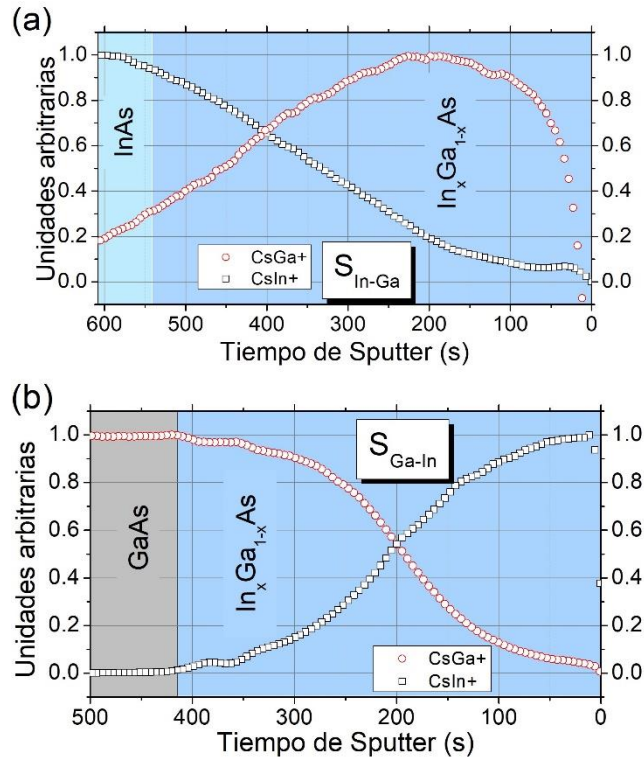 (a)
Unidades arbitrarias
1.0
0.8
0.6
0.4
0.2
0.0
InAs
InₓGa₁₋ₓAs
CsGa+
CsIn+
S_In-Ga
1.0
0.8
0.6
0.4
0.2
0.0
600 500 400 300 200 100 0
Tiempo de Sputter (s)
(b)
Unidades arbitrarias
1.0
0.8
0.6
0.4
0.2
0.0
GaAs
InₓGa₁₋ₓAs
S_Ga-In
CsGa+
CsIn+
1.0
0.8
0.6
0.4
0.2
0.0
500 400 300 200 100 0
Tiempo de Sputter (s)